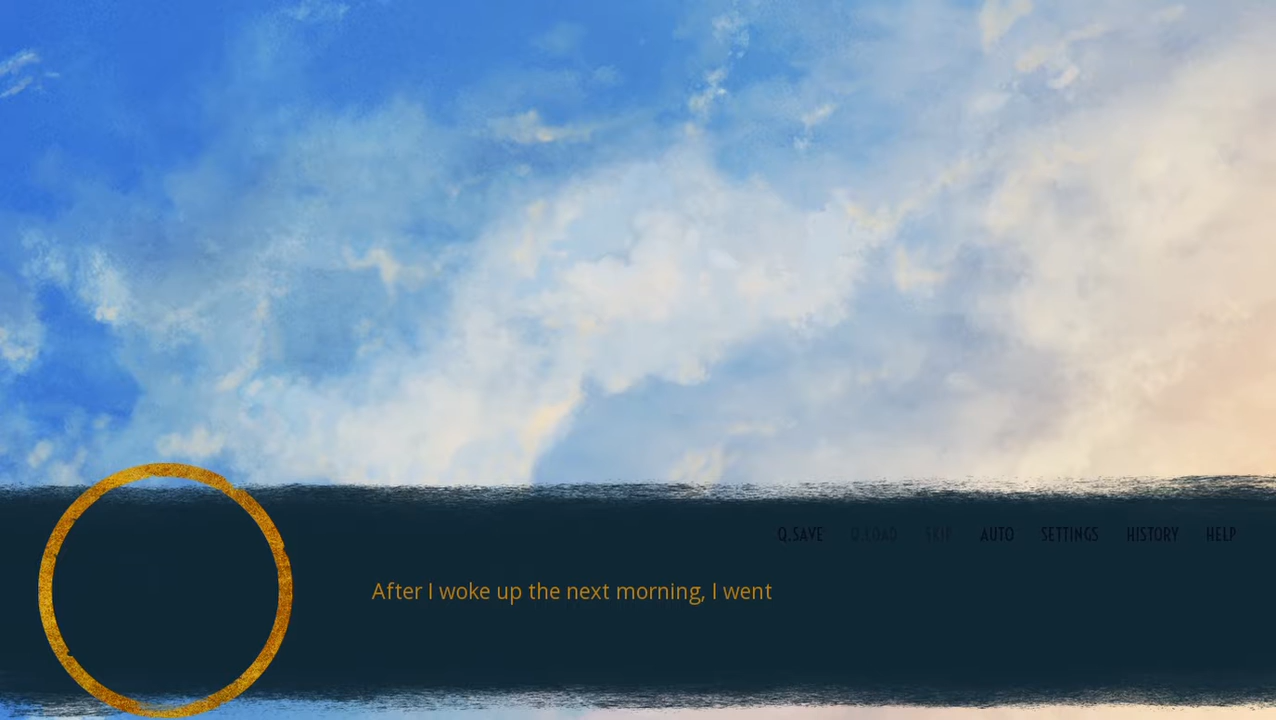 Q.SAVE Q.LOAD SKIP AUTO SETTINGS HISTORY HELP
After I woke up the next morning, I went